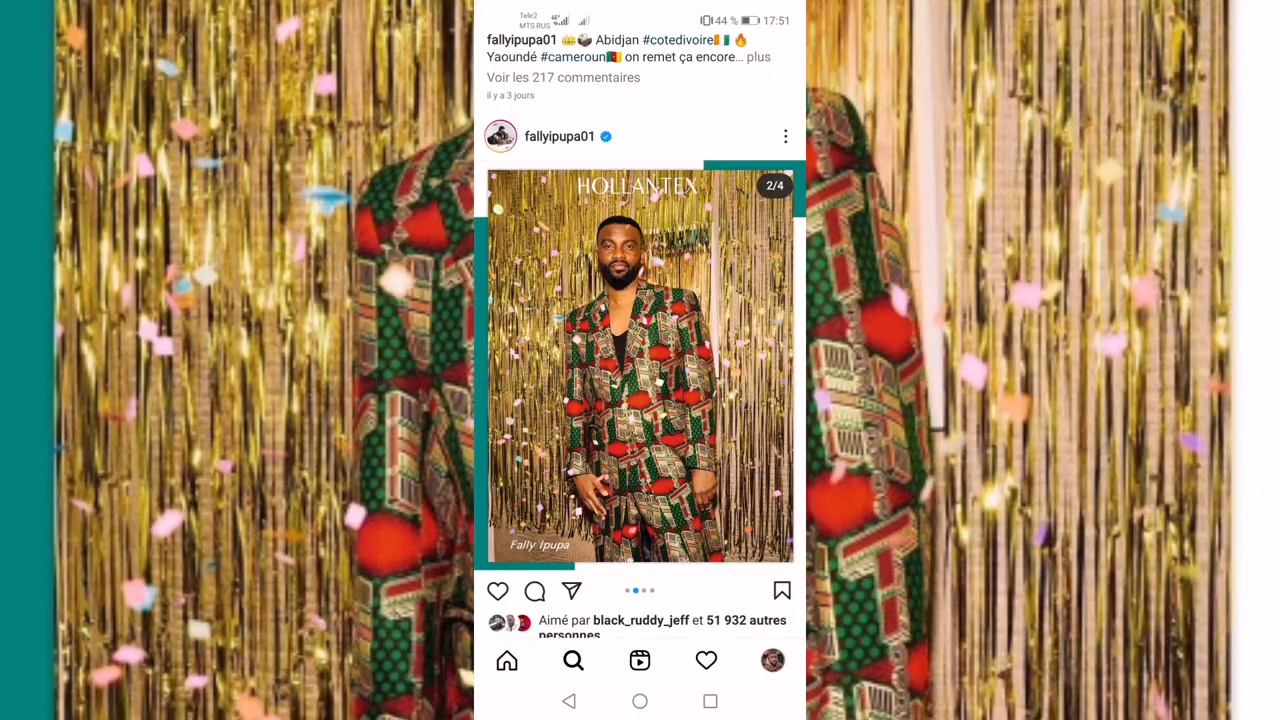 Tele2
MTS RUS 4G+ 44 % 17:51
fallyipupa01 👑🎲 Abidjan #cotedivoire🇨🇮 🔥
Yaoundé #cameroun🇨🇲 on remet ça encore… plus
Voir les 217 commentaires
il y a 3 jours
fallyipupa01
HOLLANTEX
2/4
Fally Ipupa
Aimé par black_ruddy_jeff et 51 932 autres
personnes